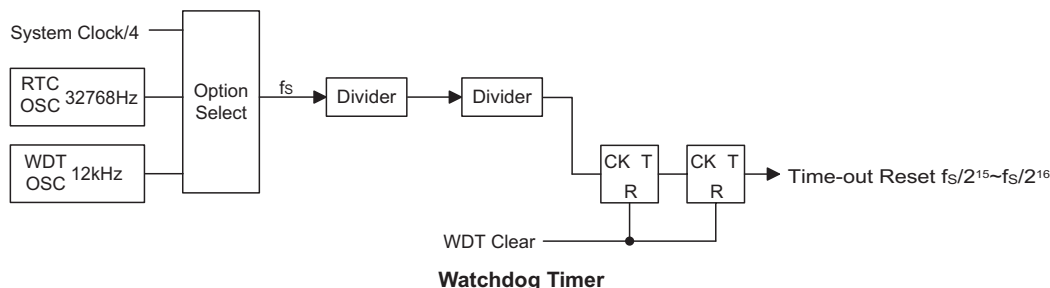 System Clock/4
RTC OSC 32768Hz
WDT OSC 12kHz
Option Select
fS
Divider
Divider
CK T
R
CK T
R
Time-out Reset fS/2¹⁵~fS/2¹⁶
WDT Clear
Watchdog Timer